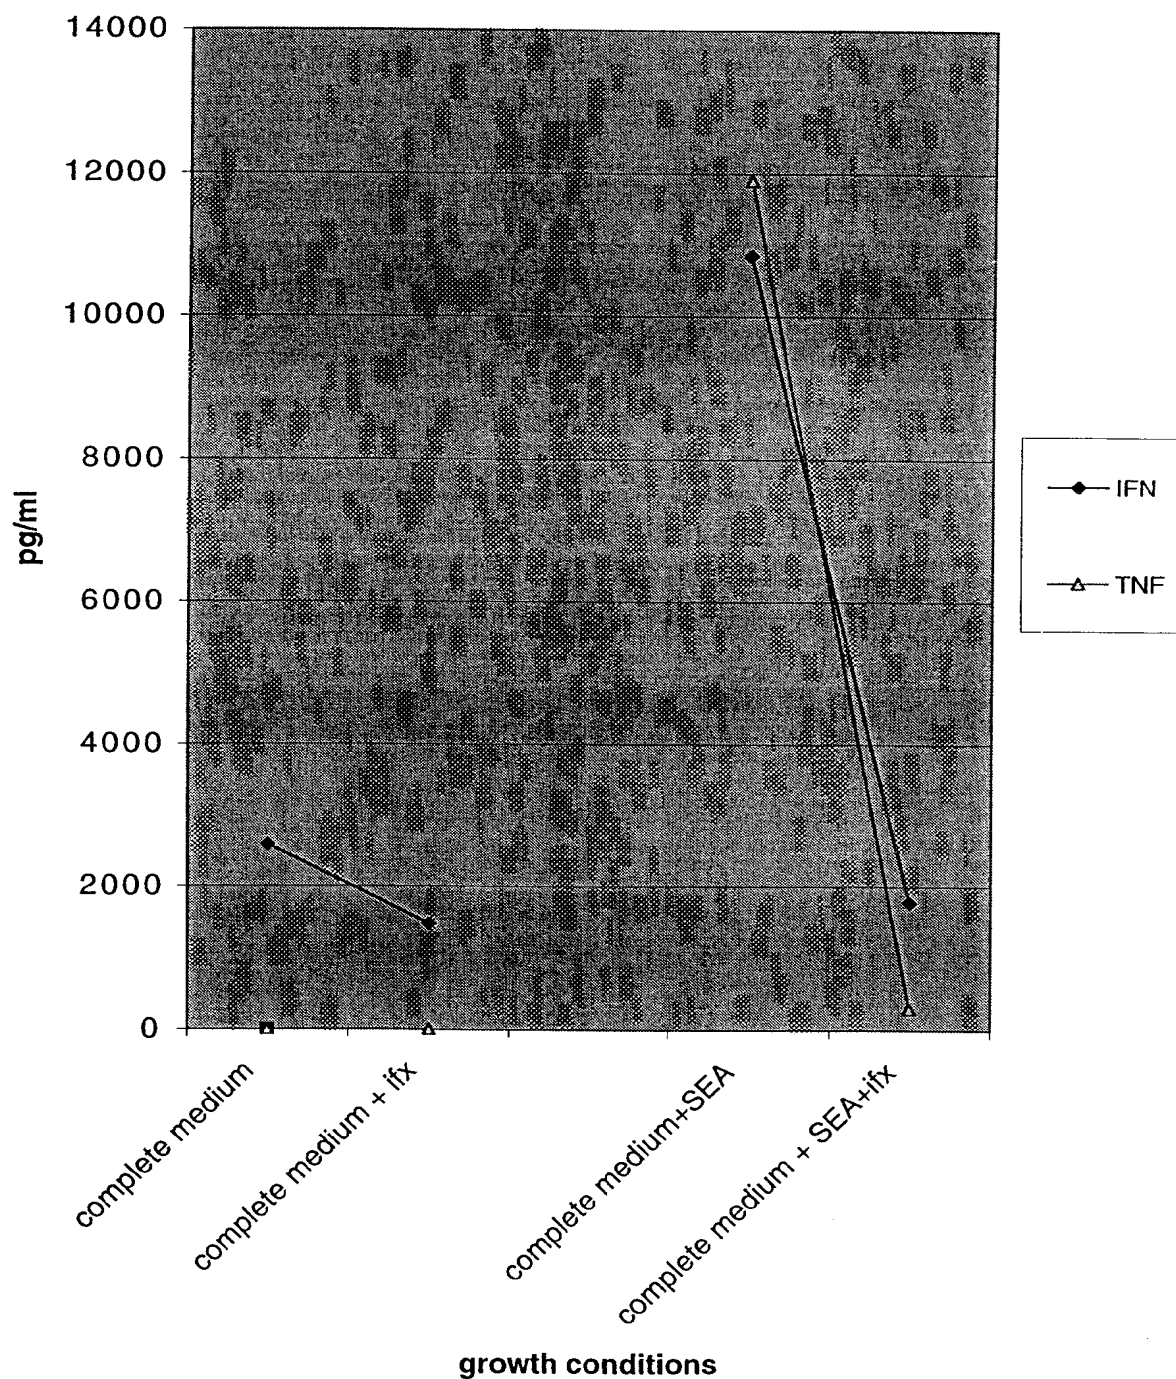 14000
12000
10000
8000
6000
4000
2000
0
pg/ml
IFN
TNF
complete medium
complete medium + ifx
complete medium+SEA
complete medium + SEA+ifx
growth conditions